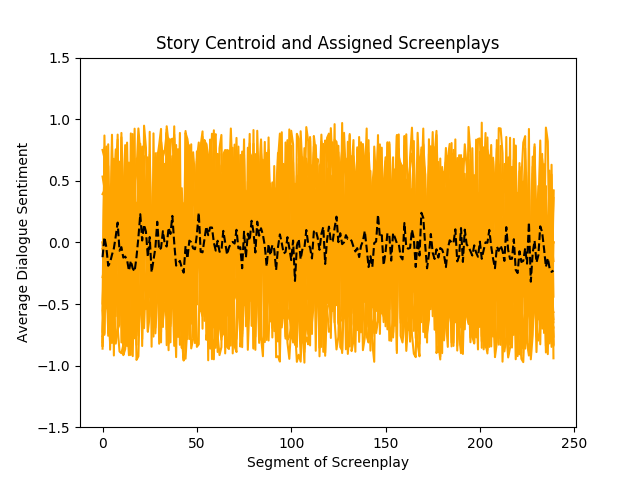 Story Centroid and Assigned Screenplays
1.5
1.0
0.5
0.0
−0.5
−1.0
−1.5
Average Dialogue Sentiment
0 50 100 150 200 250
Segment of Screenplay